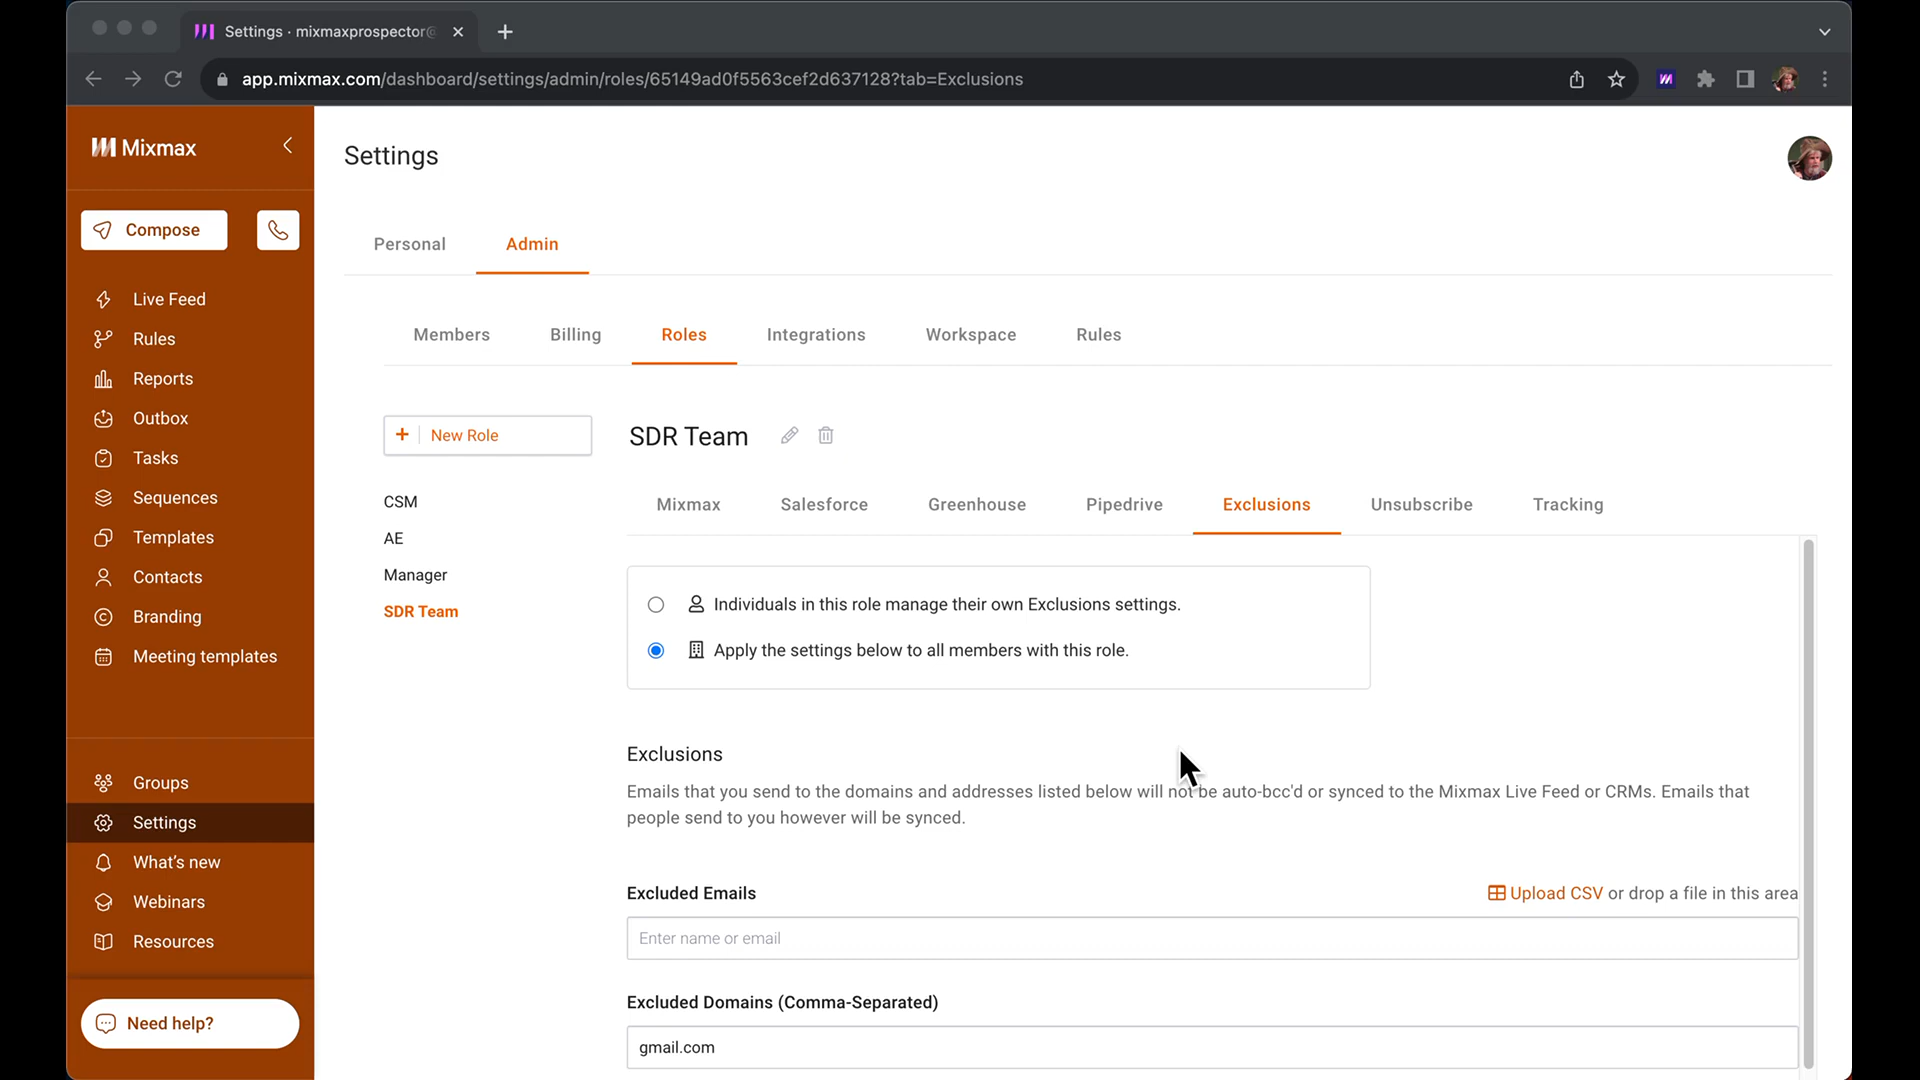 Settings · mixmaxprospector@
app.mixmax.com/dashboard/settings/admin/roles/65149ad0f5563cef2d637128?tab=Exclusions
Mixmax
Settings
Compose
Personal
Admin
Live Feed
Rules
Reports
Outbox
Tasks
Sequences
Templates
Contacts
Branding
Meeting templates
Groups
Settings
What's new
Webinars
Resources
Need help?
Members
Billing
Roles
Integrations
Workspace
Rules
New Role
CSM
AE
Manager
SDR Team
SDR Team
Mixmax
Salesforce
Greenhouse
Pipedrive
Exclusions
Unsubscribe
Tracking
Individuals in this role manage their own Exclusions settings.
Apply the settings below to all members with this role.
Exclusions
Emails that you send to the domains and addresses listed below will not be auto-bcc'd or synced to the Mixmax Live Feed or CRMs. Emails that
people send to you however will be synced.
Excluded Emails
Upload CSV or drop a file in this area
Enter name or email
Excluded Domains (Comma-Separated)
gmail.com